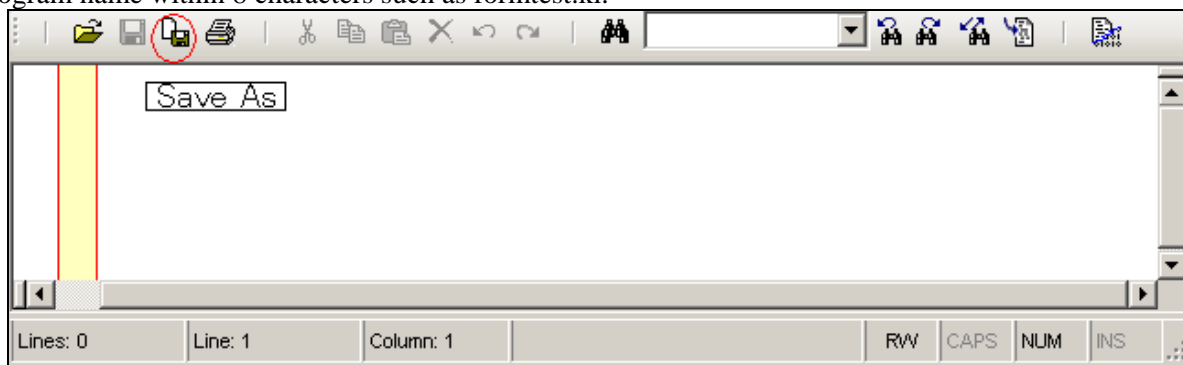 ogram name within 8 characters such as formtest.kl.
Save As
Lines: 0 Line: 1 Column: 1 RW CAPS NUM INS